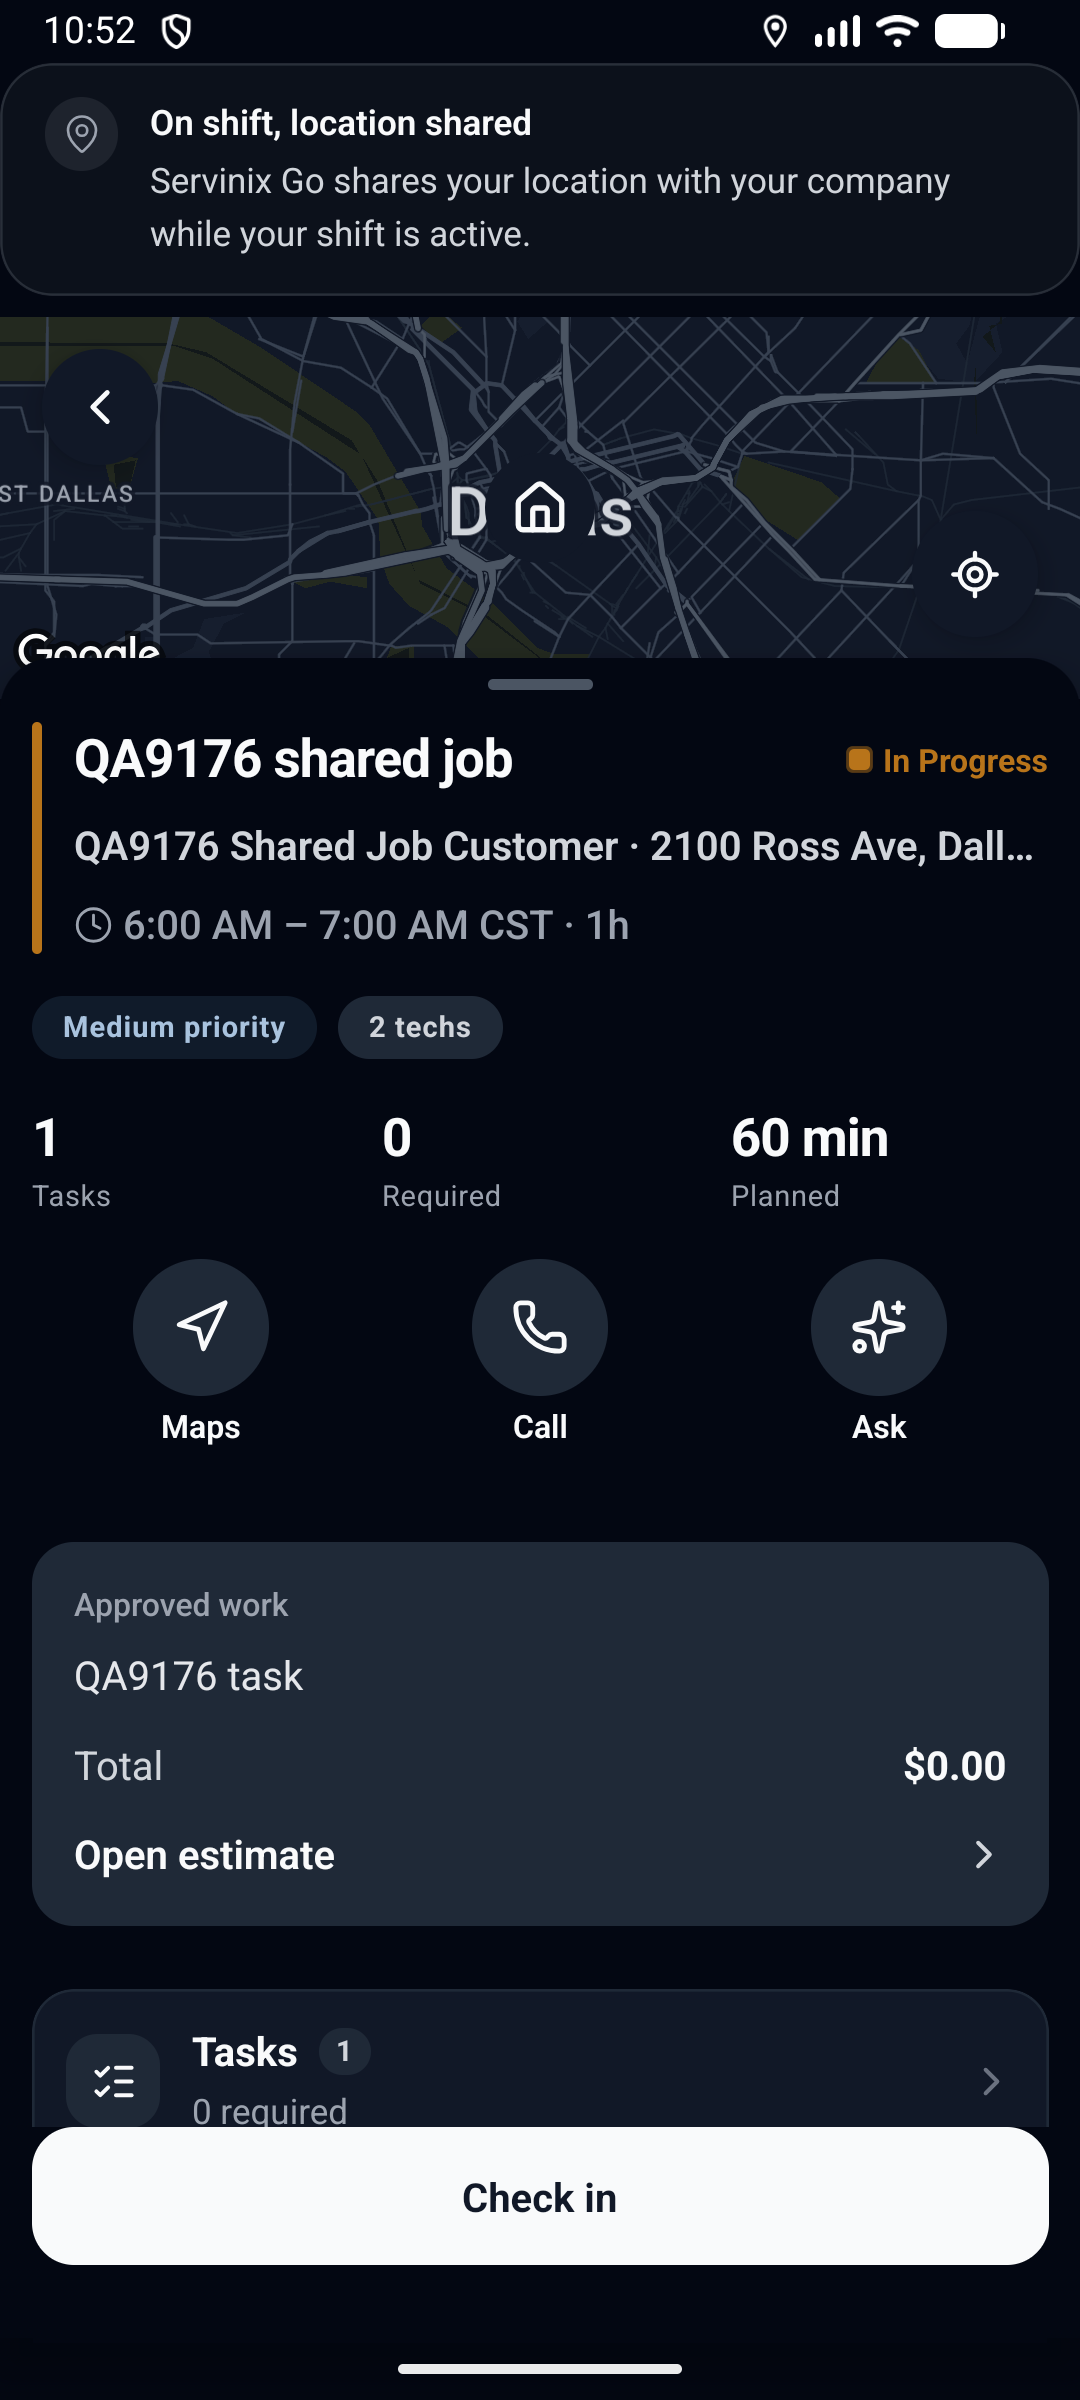 10:52
On shift, location shared
Servinix Go shares your location with your company
while your shift is active.
ST DALLAS
D s
Google
QA9176 shared job
In Progress
QA9176 Shared Job Customer · 2100 Ross Ave, Dall...
6:00 AM – 7:00 AM CST · 1h
Medium priority
2 techs
1
0
60 min
Tasks
Required
Planned
Maps
Call
Ask
Approved work
QA9176 task
Total
$0.00
Open estimate
Tasks
1
0 required
Check in